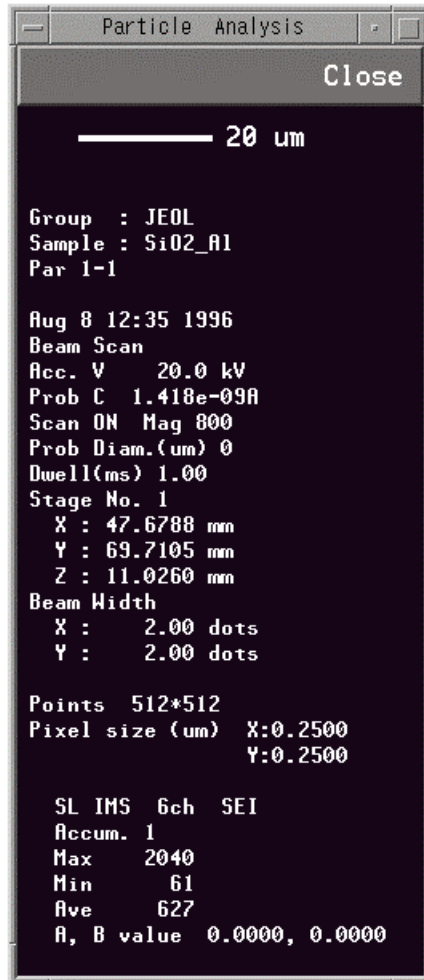 Particle Analysis
Close
20 um
Group : JEOL
Sample : SiO2_Al
Par 1-1
Aug 8 12:35 1996
Beam Scan
Acc. V 20.0 kV
Prob C 1.418e-09A
Scan ON Mag 800
Prob Diam.(um) 0
Dwell(ms) 1.00
Stage No. 1
X : 47.6788 mm
Y : 69.7105 mm
Z : 11.0260 mm
Beam Width
X : 2.00 dots
Y : 2.00 dots
Points 512*512
Pixel size (um) X:0.2500
Y:0.2500
SL IMS 6ch SEI
Accum. 1
Max 2040
Min 61
Ave 627
A, B value 0.0000, 0.0000